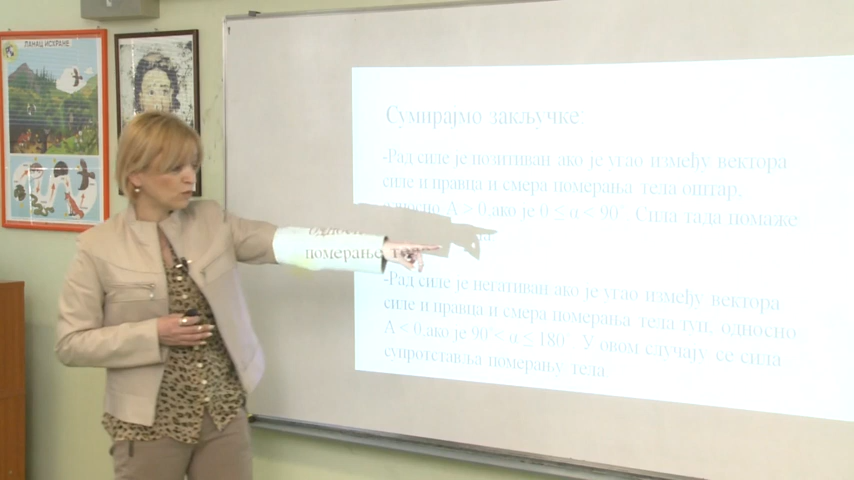 ЛАНАЦ ИСХРАНЕ
Сумирајмо закључке:
-Рад силе је позитиван ако је угао између вектора
силе и правца и смера померања тела оштар,
односно А > 0,ако је 0 ≤ α < 90°. Сила тада помаже
померање
-Рад силе је негативан ако је угао између вектора
силе и правца и смера померања тела туп, односно
А < 0,ако је 90°< α ≤ 180°. У овом случају се сила
супротставља померању тела